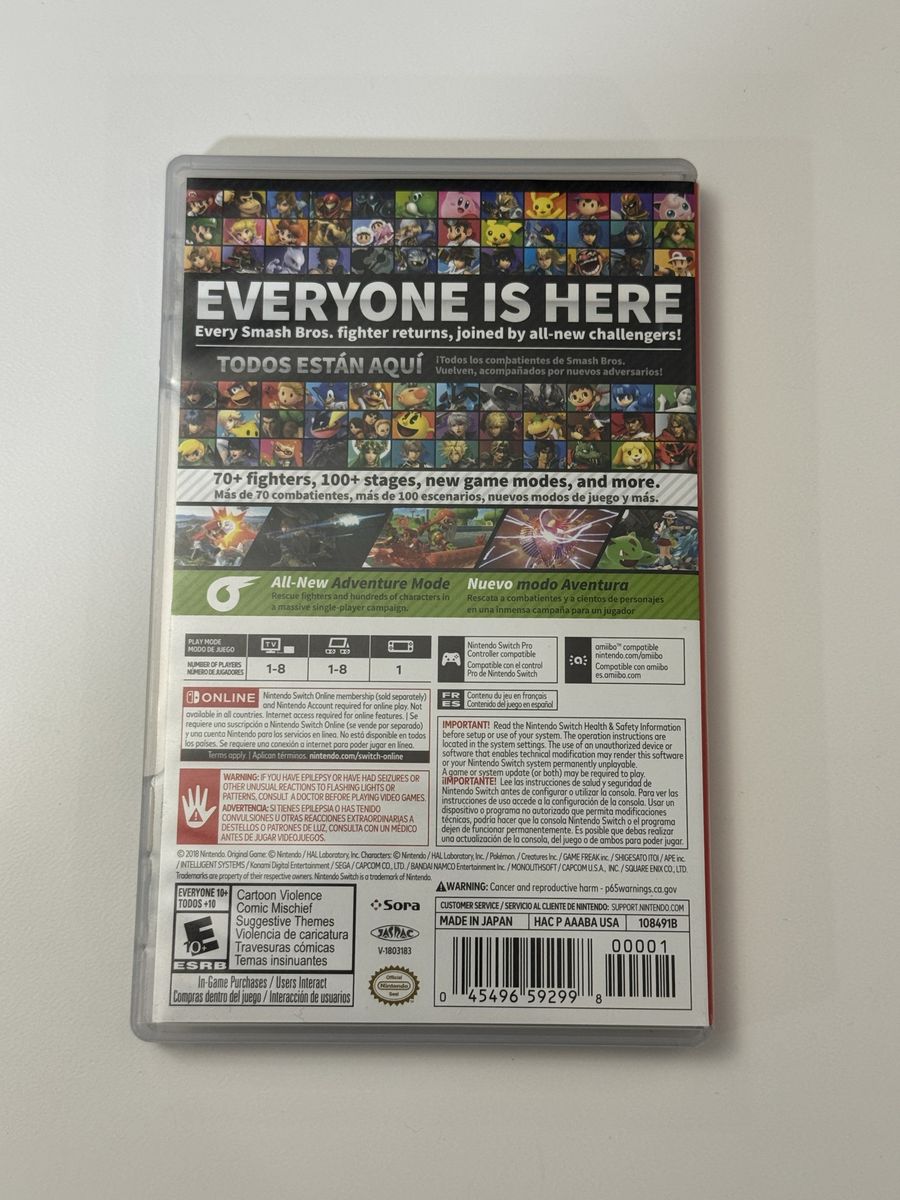 EVERYONE IS HERE
Every Smash Bros. fighter returns, joined by all-new challengers!
TODOS ESTÁN AQUÍ
¡Todos los combatientes de Smash Bros.
Vuelven, acompañados por nuevos adversarios!
70+ fighters, 100+ stages, new game modes, and more.
Más de 70 combatientes, más de 100 escenarios, nuevos modos de juego y más.
All-New Adventure Mode
Rescue fighters and hundreds of characters in
a massive single-player campaign.
Nuevo modo Aventura
Rescata a combatientes y a cientos de personajes
en una inmensa campaña para un jugador
PLAY MODE
MODO DE JUEGO
TV
NUMBER OF PLAYERS
NÚMERO DE JUGADORES
1-8
1-8
1
Nintendo Switch Pro
Controller compatible
Compatible con el control
Pro de Nintendo Switch
amiibo™ compatible
nintendo.com/amiibo
Compatible con amiibo
es.amiibo.com
ONLINE
Nintendo Switch Online membership (sold separately)
and Nintendo Account required for online play. Not
available in all countries. Internet access required for online features. | Se
requiere una suscripción a Nintendo Switch Online (se vende por separado)
y una cuenta Nintendo para los servicios en línea. No está disponible en todos
los países. Se requiere una conexión a internet para poder jugar en línea.
Terms apply. | Aplican términos. nintendo.com/switch-online
FR
ES
Contenu du jeu en français
Contenido del juego en español
WARNING: IF YOU HAVE EPILEPSY OR HAVE HAD SEIZURES OR
OTHER UNUSUAL REACTIONS TO FLASHING LIGHTS OR
PATTERNS, CONSULT A DOCTOR BEFORE PLAYING VIDEO GAMES.
ADVERTENCIA: SI TIENES EPILEPSIA O HAS TENIDO
CONVULSIONES U OTRAS REACCIONES EXTRAORDINARIAS A
DESTELLOS O PATRONES DE LUZ, CONSULTA CON UN MÉDICO
ANTES DE JUGAR VIDEOJUEGOS.
IMPORTANT! Read the Nintendo Switch Health & Safety Information
before setup or use of your system. The operation instructions are
located in the system settings. The use of an unauthorized device or
software that enables technical modification may render this software
or your Nintendo Switch system permanently unplayable.
A game or system update (or both) may be required to play.
¡IMPORTANTE! Lee las instrucciones de salud y seguridad de
Nintendo Switch antes de configurar o utilizar la consola. Para ver las
instrucciones de uso accede a la configuración de la consola. Usar un
dispositivo o programa no autorizado que permita modificaciones
técnicas, podría hacer que la consola Nintendo Switch o el programa
dejen de funcionar permanentemente. Es posible que debas realizar
una actualización de la consola, del juego o de ambos para poder jugar.
© 2018 Nintendo. Original Game: © Nintendo / HAL Laboratory, Inc. Characters: © Nintendo / HAL Laboratory, Inc. / Pokémon. / Creatures Inc. / GAME FREAK inc. / SHIGESATO ITOI / APE inc.
/ INTELLIGENT SYSTEMS / Konami Digital Entertainment / SEGA / CAPCOM CO., LTD. / BANDAI NAMCO Entertainment Inc. / MONOLITHSOFT / CAPCOM U.S.A., INC. / SQUARE ENIX CO., LTD.
Trademarks are property of their respective owners. Nintendo Switch is a trademark of Nintendo.
WARNING: Cancer and reproductive harm - p65warnings.ca.gov
EVERYONE 10+
TODOS +10
E
10+
ESRB
Cartoon Violence
Comic Mischief
Suggestive Themes
Violencia de caricatura
Travesuras cómicas
Temas insinuantes
In-Game Purchases / Users Interact
Compras dentro del juego / Interacción de usuarios
Sora
JASRAC
V-1803183
Official
Nintendo
Seal
CUSTOMER SERVICE / SERVICIO AL CLIENTE DE NINTENDO: SUPPORT.NINTENDO.COM
MADE IN JAPAN
HAC P AAABA USA
108491B
00001
0 45496 59299 8